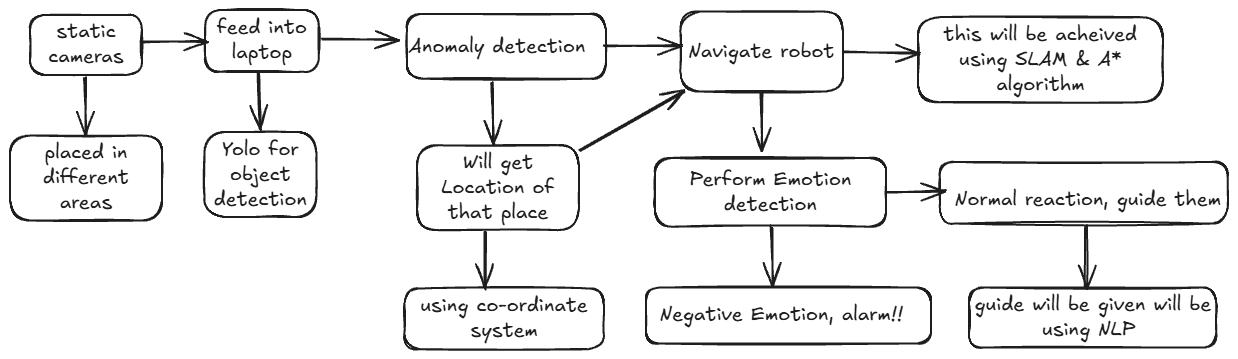 static
cameras
feed into
laptop
Anomaly detection
Navigate robot
this will be acheived
using SLAM & A*
algorithm
placed in
different
areas
Yolo for
object
detection
Will get
Location of
that place
Perform Emotion
detection
Normal reaction, guide them
using co-ordinate
system
Negative Emotion, alarm!!
guide will be given will be
using NLP